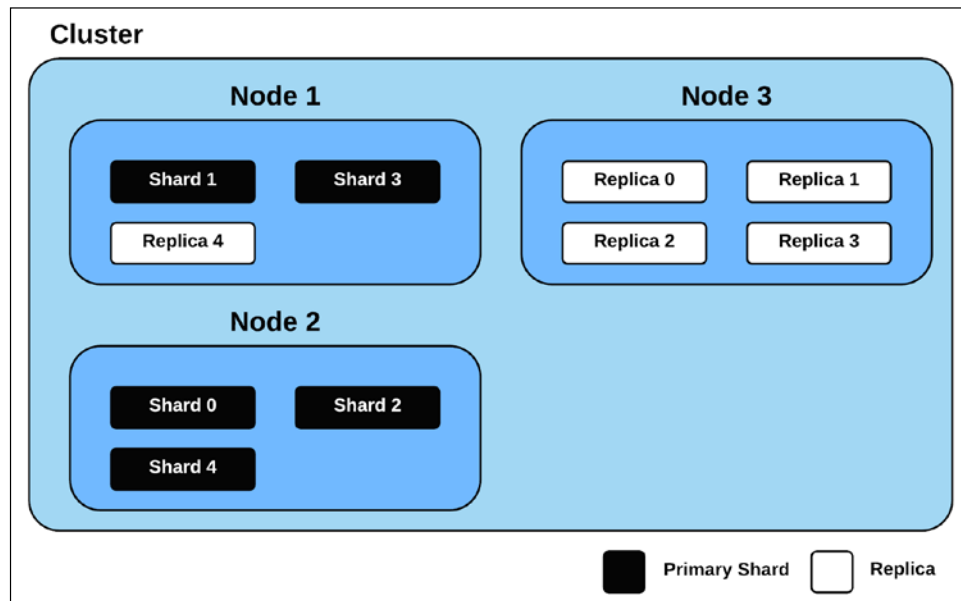 Cluster
Node 1
Shard 1
Shard 3
Replica 4
Node 3
Replica 0
Replica 1
Replica 2
Replica 3
Node 2
Shard 0
Shard 2
Shard 4
Primary Shard
Replica